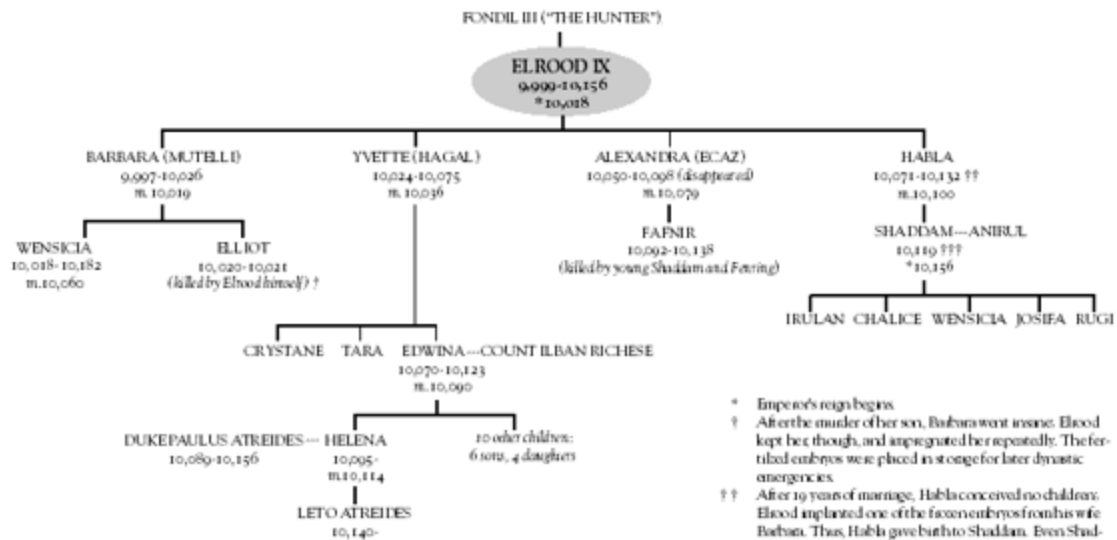 FONDIL III ("THE HUNTER")
ELROOD IX
9,999-10,156
*10,018
BARBARA (MUTELLI)
9,997-10,026
m. 10,019
YVETTE (HAGAL)
10,024-10,075
m. 10,036
ALEXANDRA (ECAZ)
10,050-10,098 (disappeared)
m. 10,079
HABLA
10,071-10,132 ††
m. 10,100
WENSICIA
10,018-10,182
m. 10,060
ELLIOT
10,020-10,021
(killed by Elrood himself) †
FAFNIR
10,092-10,138
(killed by young Shaddam and Fenring)
SHADDAM---ANIRUL
10,119 †††
*10,156
IRULAN CHALICE WENSICIA JOSIFA RUGI
CRYSTANE TARA EDWINA---COUNT ILBAN RICHESE
10,070-10,123
m. 10,090
DUKE PAULUS ATREIDES--- HELENA
10,089-10,156
10,095-
m. 10,114
10 other children:
6 sons, 4 daughters
LETO ATREIDES
10,140-
* Emperor's reign begins.
† After the murder of her son, Barbara went insane. Elrood
kept her, though, and impregnated her repeatedly. The fer-
tilized embryos were placed in storage for later dynastic
emergencies.
†† After 19 years of marriage, Habla conceived no children.
Elrood implanted one of the frozen embryos from his wife
Barbara. Thus, Habla gave birth to Shaddam. Even Shad-